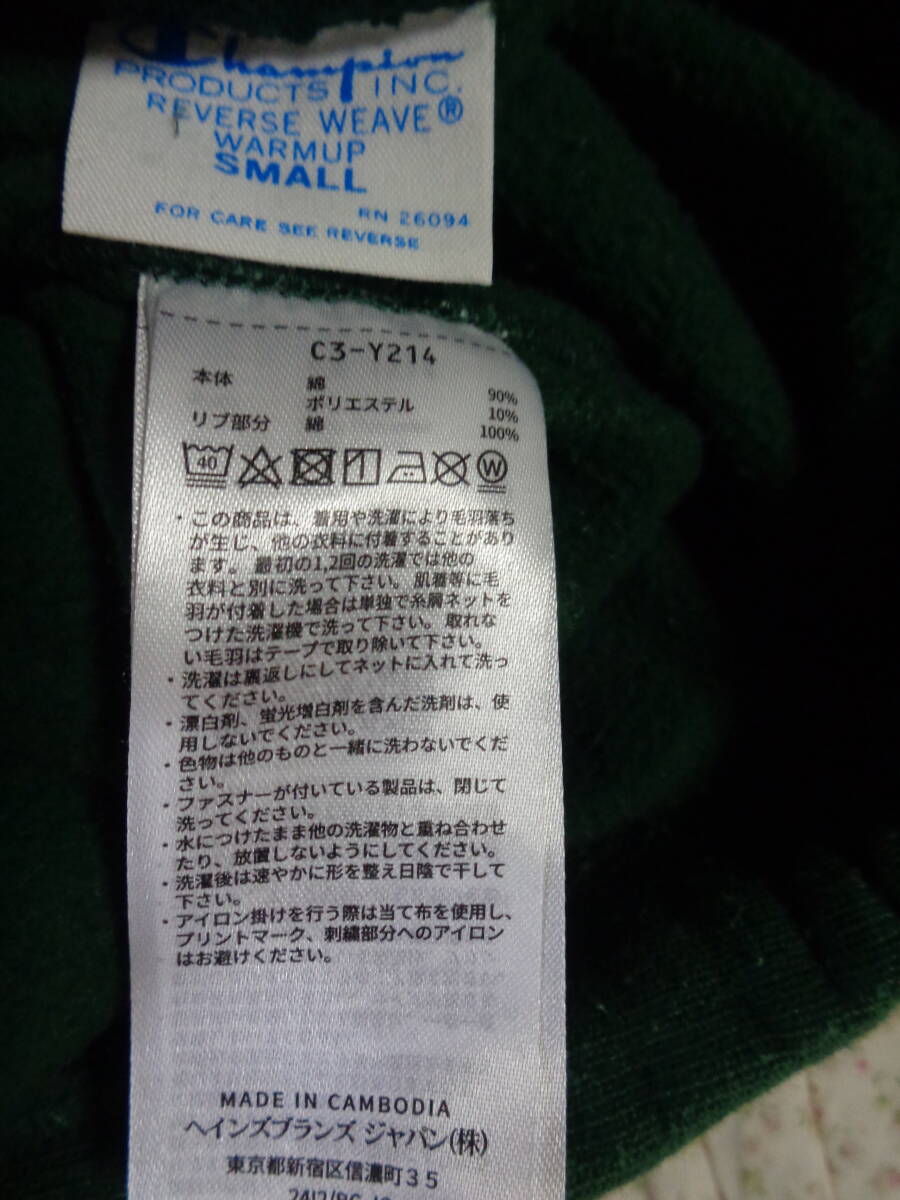 Champion
PRODUCTS INC.
REVERSE WEAVE®
WARMUP
SMALL
RN 26094
FOR CARE SEE REVERSE
C3-Y214
本体 綿 90%
ポリエステル 10%
リブ部分 綿 100%
40 W
・この商品は、着用や洗濯により毛羽落ち
が生じ、他の衣料に付着することがあり
ます。最初の1,2回の洗濯では他の
衣料と別に洗って下さい。肌着等に毛
羽が付着した場合は単独で糸屑ネットを
つけた洗濯機で洗って下さい。取れな
い毛羽はテープで取り除いて下さい。
・洗濯は裏返しにしてネットに入れて洗っ
てください。
・漂白剤、蛍光増白剤を含んだ洗剤は、使
用しないでください。
・色物は他のものと一緒に洗わないでくだ
さい。
・ファスナーが付いている製品は、閉じて
洗ってください。
・水につけたまま他の洗濯物と重ね合わせ
たり、放置しないようにしてください。
・洗濯後は速やかに形を整え日陰で干して
下さい。
・アイロン掛けを行う際は当て布を使用し、
プリントマーク、刺繍部分へのアイロン
はお避けください。
MADE IN CAMBODIA
ヘインズブランズ ジャパン(株)
東京都新宿区信濃町35